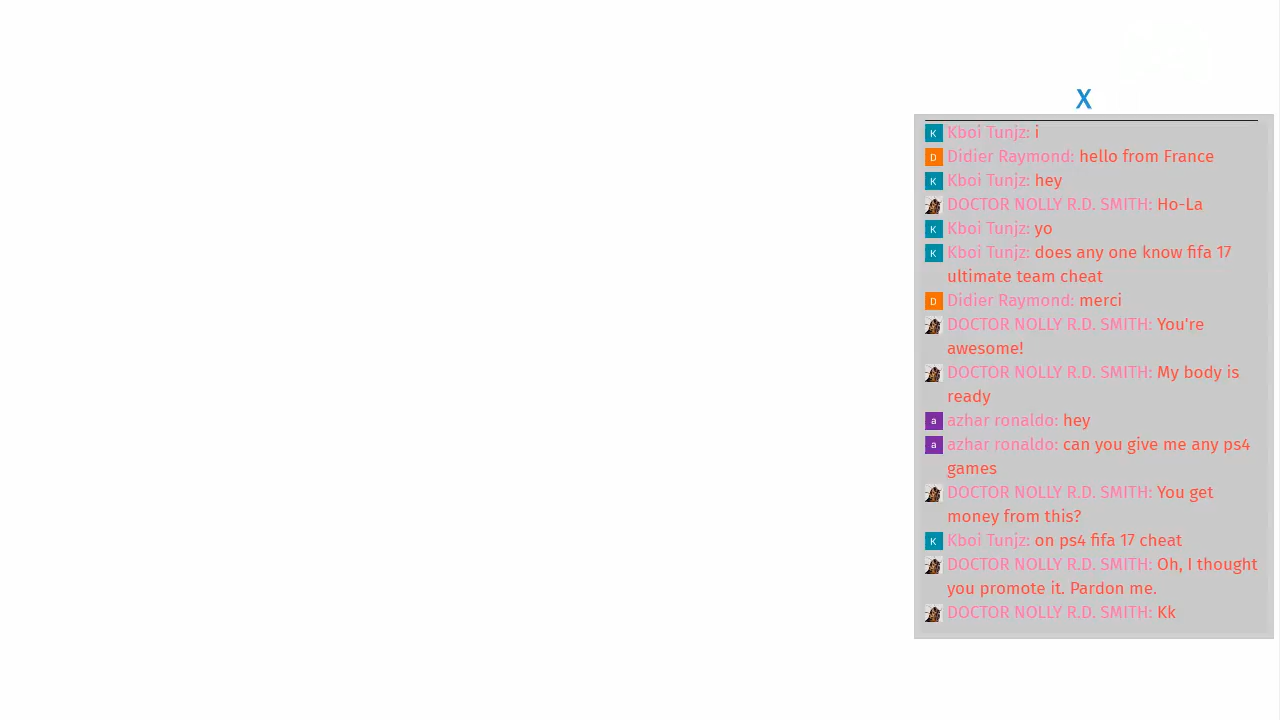 X
K Kboi Tunjz: i
D Didier Raymond: hello from France
K Kboi Tunjz: hey
DOCTOR NOLLY R.D. SMITH: Ho-La
K Kboi Tunjz: yo
K Kboi Tunjz: does any one know fifa 17
ultimate team cheat
D Didier Raymond: merci
DOCTOR NOLLY R.D. SMITH: You're
awesome!
DOCTOR NOLLY R.D. SMITH: My body is
ready
a azhar ronaldo: hey
a azhar ronaldo: can you give me any ps4
games
DOCTOR NOLLY R.D. SMITH: You get
money from this?
K Kboi Tunjz: on ps4 fifa 17 cheat
DOCTOR NOLLY R.D. SMITH: Oh, I thought
you promote it. Pardon me.
DOCTOR NOLLY R.D. SMITH: Kk